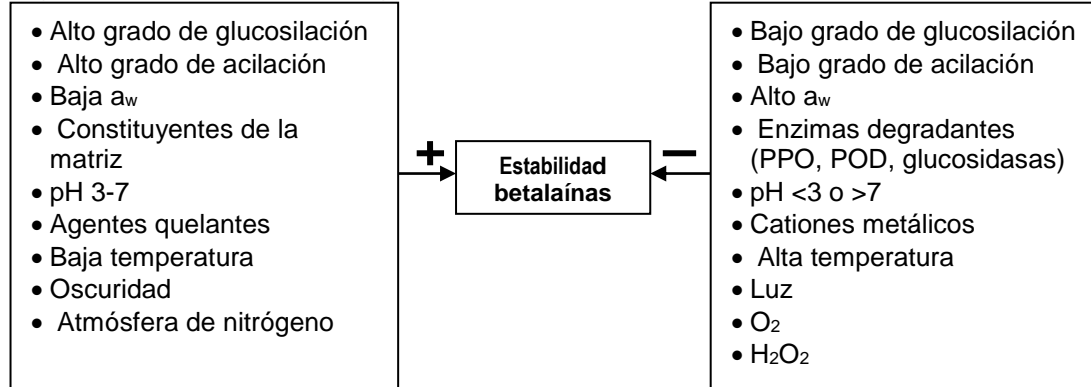 • Alto grado de glucosilación
• Alto grado de acilación
• Baja aw
• Constituyentes de la
matriz
• pH 3-7
• Agentes quelantes
• Baja temperatura
• Oscuridad
• Atmósfera de nitrógeno
+
Estabilidad
betalaínas
−
• Bajo grado de glucosilación
• Bajo grado de acilación
• Alto aw
• Enzimas degradantes
(PPO, POD, glucosidasas)
• pH <3 o >7
• Cationes metálicos
• Alta temperatura
• Luz
• O2
• H2O2